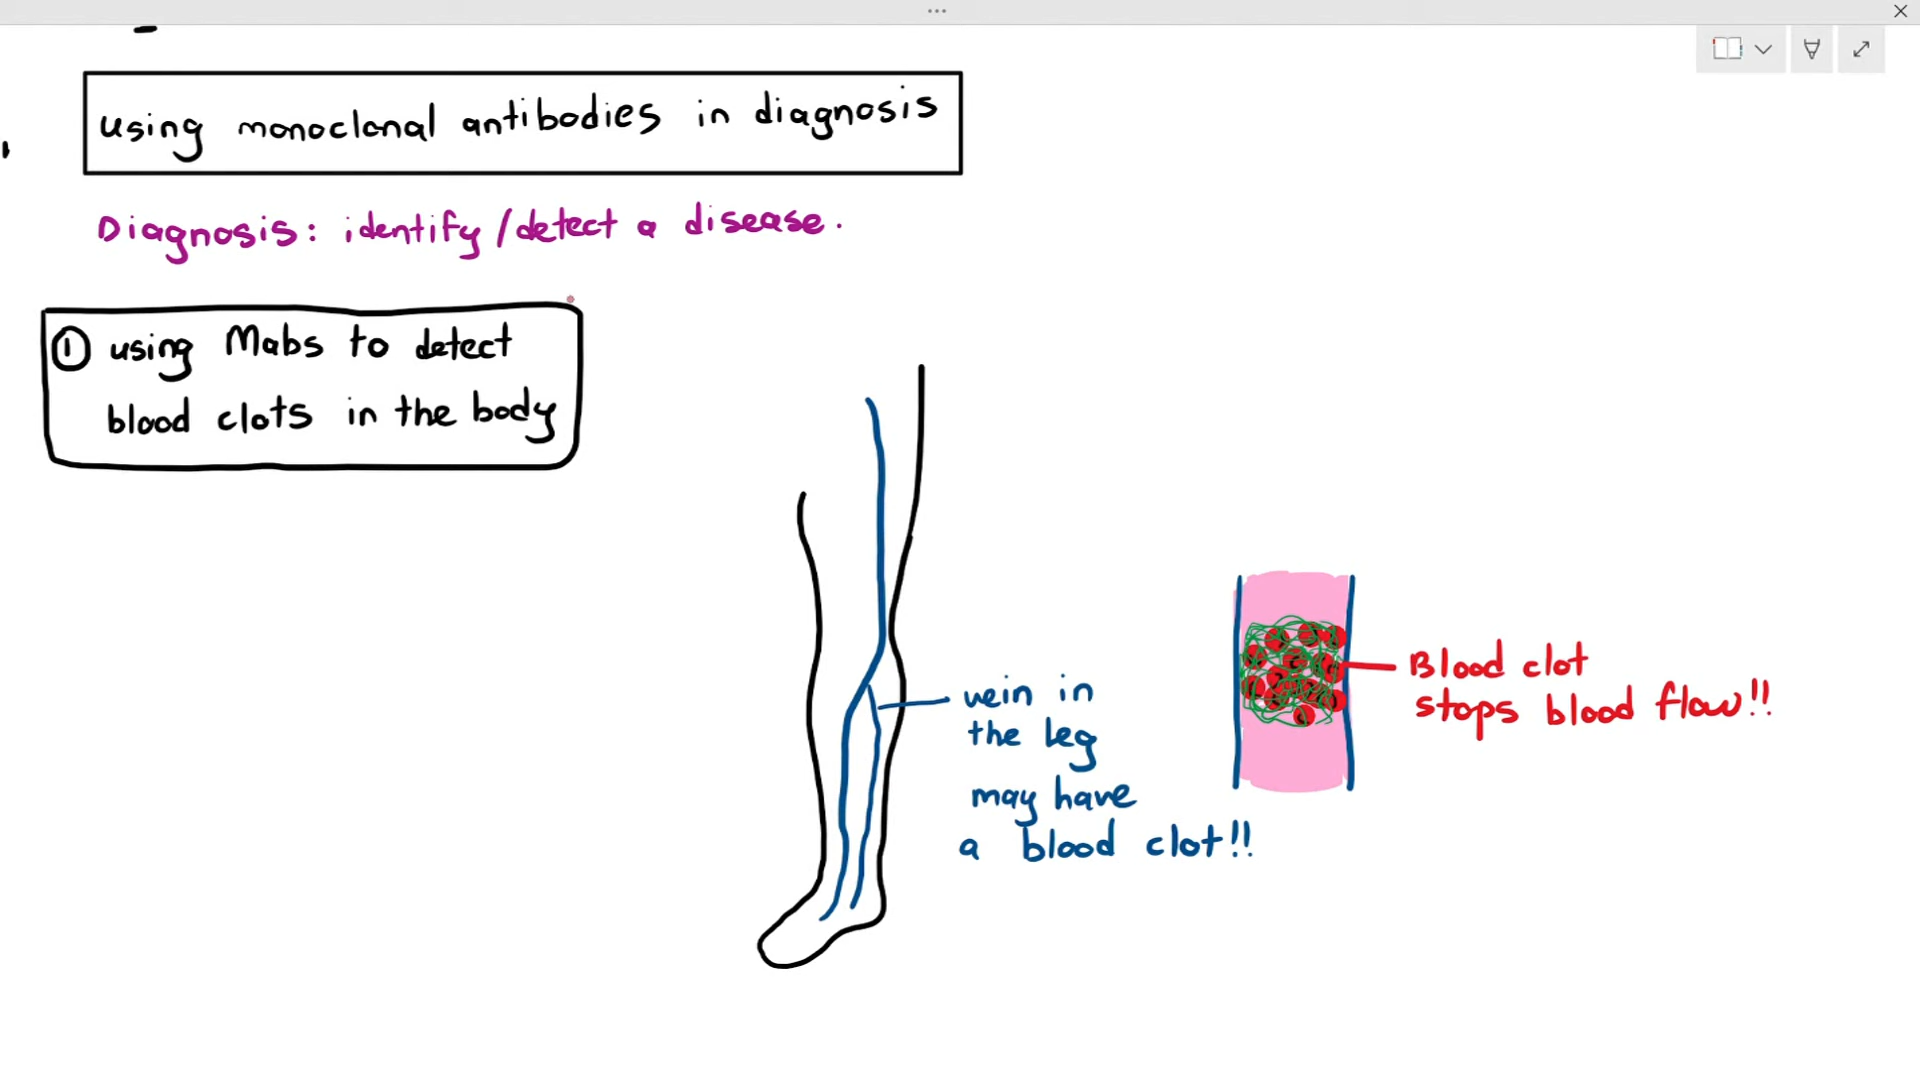 using monoclonal antibodies in diagnosis
Diagnosis: identify/detect a disease.
① using Mabs to detect
blood clots in the body
vein in
the leg
may have
a blood clot!!
Blood clot
stops blood flow!!